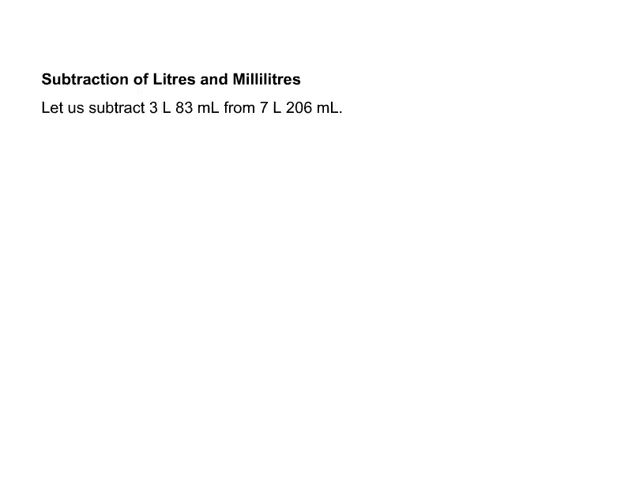 Subtraction of Litres and Millilitres
Let us subtract 3 L 83 mL from 7 L 206 mL.